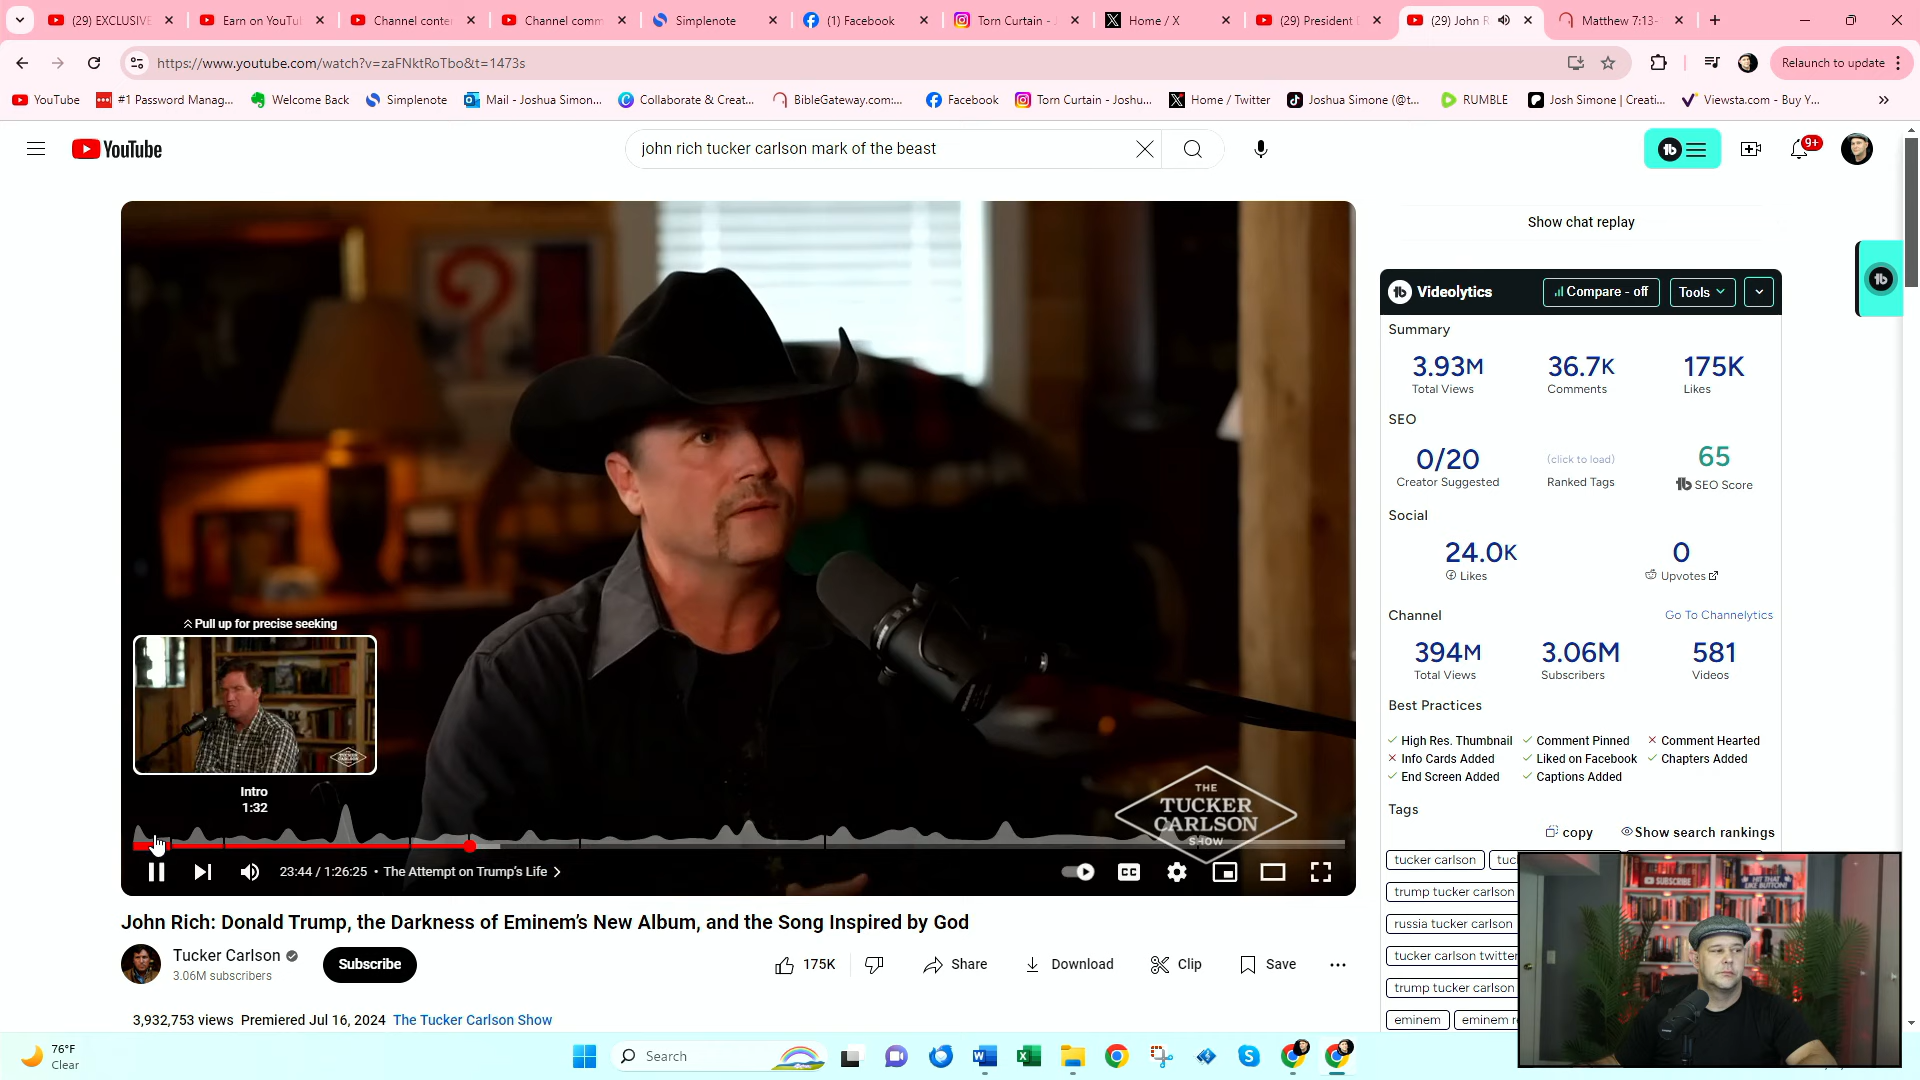 (29) EXCLUSIVE
Earn on YouTu
Channel conte
Channel comm
Simplenote
(1) Facebook
Torn Curtain - J
Home / X
(29) President
(29) John R
Matthew 7:13-
https://www.youtube.com/watch?v=zaFNktRoTbo&t=1473s
Relaunch to update
YouTube
#1 Password Manag...
Welcome Back
Simplenote
Mail - Joshua Simon...
Collaborate & Creat...
BibleGateway.com:...
Facebook
Torn Curtain - Joshu...
Home / Twitter
Joshua Simone (@t...
RUMBLE
Josh Simone | Creati...
Viewsta.com - Buy Y...
YouTube
john rich tucker carlson mark of the beast
9+
Show chat replay
Videolytics
Compare - off
Tools
Summary
3.93M
36.7K
175K
Total Views
Comments
Likes
SEO
0/20
(click to load)
65
Creator Suggested
Ranked Tags
SEO Score
Social
24.0K
0
Likes
Upvotes
Channel
Go To Channelytics
394M
3.06M
581
Total Views
Subscribers
Videos
Best Practices
High Res. Thumbnail
Comment Pinned
Comment Hearted
Info Cards Added
Liked on Facebook
Chapters Added
End Screen Added
Captions Added
Tags
copy
Show search rankings
tucker carlson
tuc
trump tucker carlson
russia tucker carlson
tucker carlson twitter
trump tucker carlson
eminem
eminem r
Pull up for precise seeking
Intro
1:32
THE
TUCKER
CARLSON
SHOW
23:44 / 1:26:25 • The Attempt on Trump's Life
John Rich: Donald Trump, the Darkness of Eminem's New Album, and the Song Inspired by God
Tucker Carlson
3.06M subscribers
Subscribe
175K
Share
Download
Clip
Save
3,932,753 views Premiered Jul 16, 2024 The Tucker Carlson Show
SUBSCRIBE
HIT THAT
LIKE BUTTON!
76°F
Clear
Search